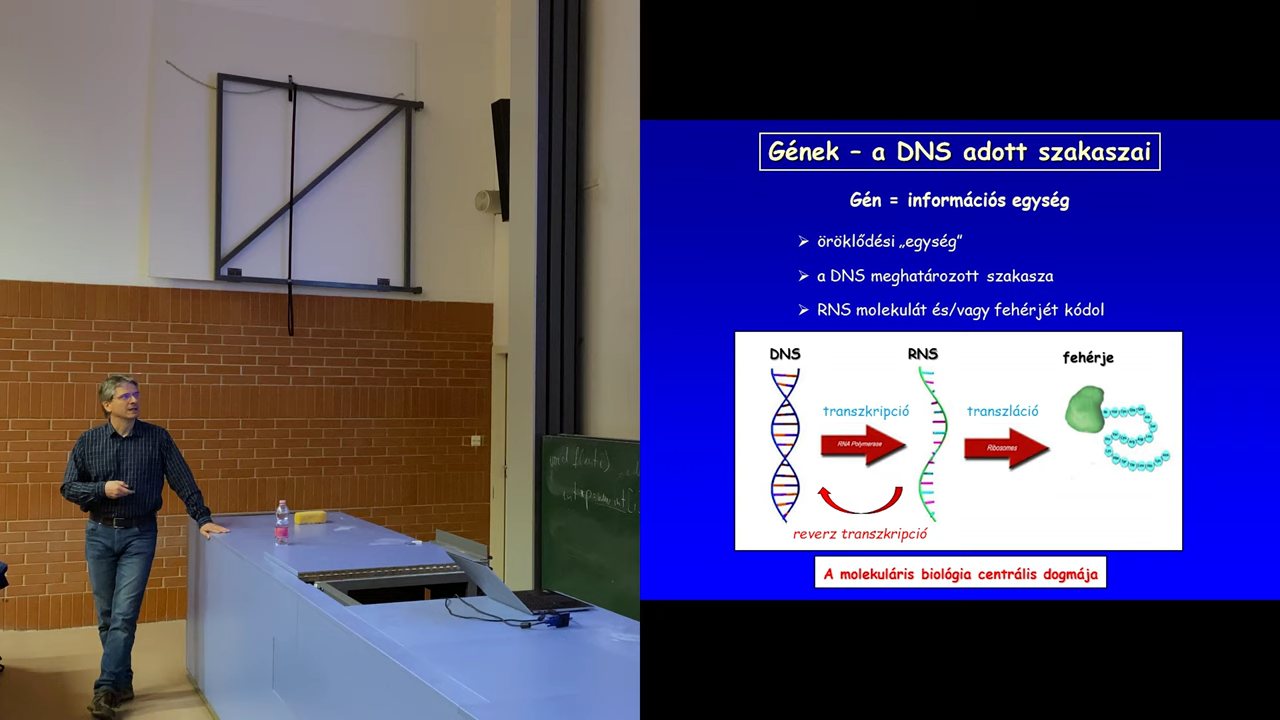 Gének – a DNS adott szakaszai
Gén = információs egység
öröklődési „egység”
a DNS meghatározott szakasza
RNS molekulát és/vagy fehérjét kódol
DNS
RNS
fehérje
transzkripció
transzláció
RNA Polymerase
Ribosomes
reverz transzkripció
A molekuláris biológia centrális dogmája